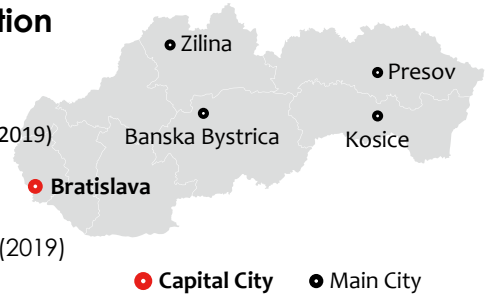 tion
Zilina
Presov
2019)
Banska Bystrica
Kosice
Bratislava
(2019)
Capital City
Main City